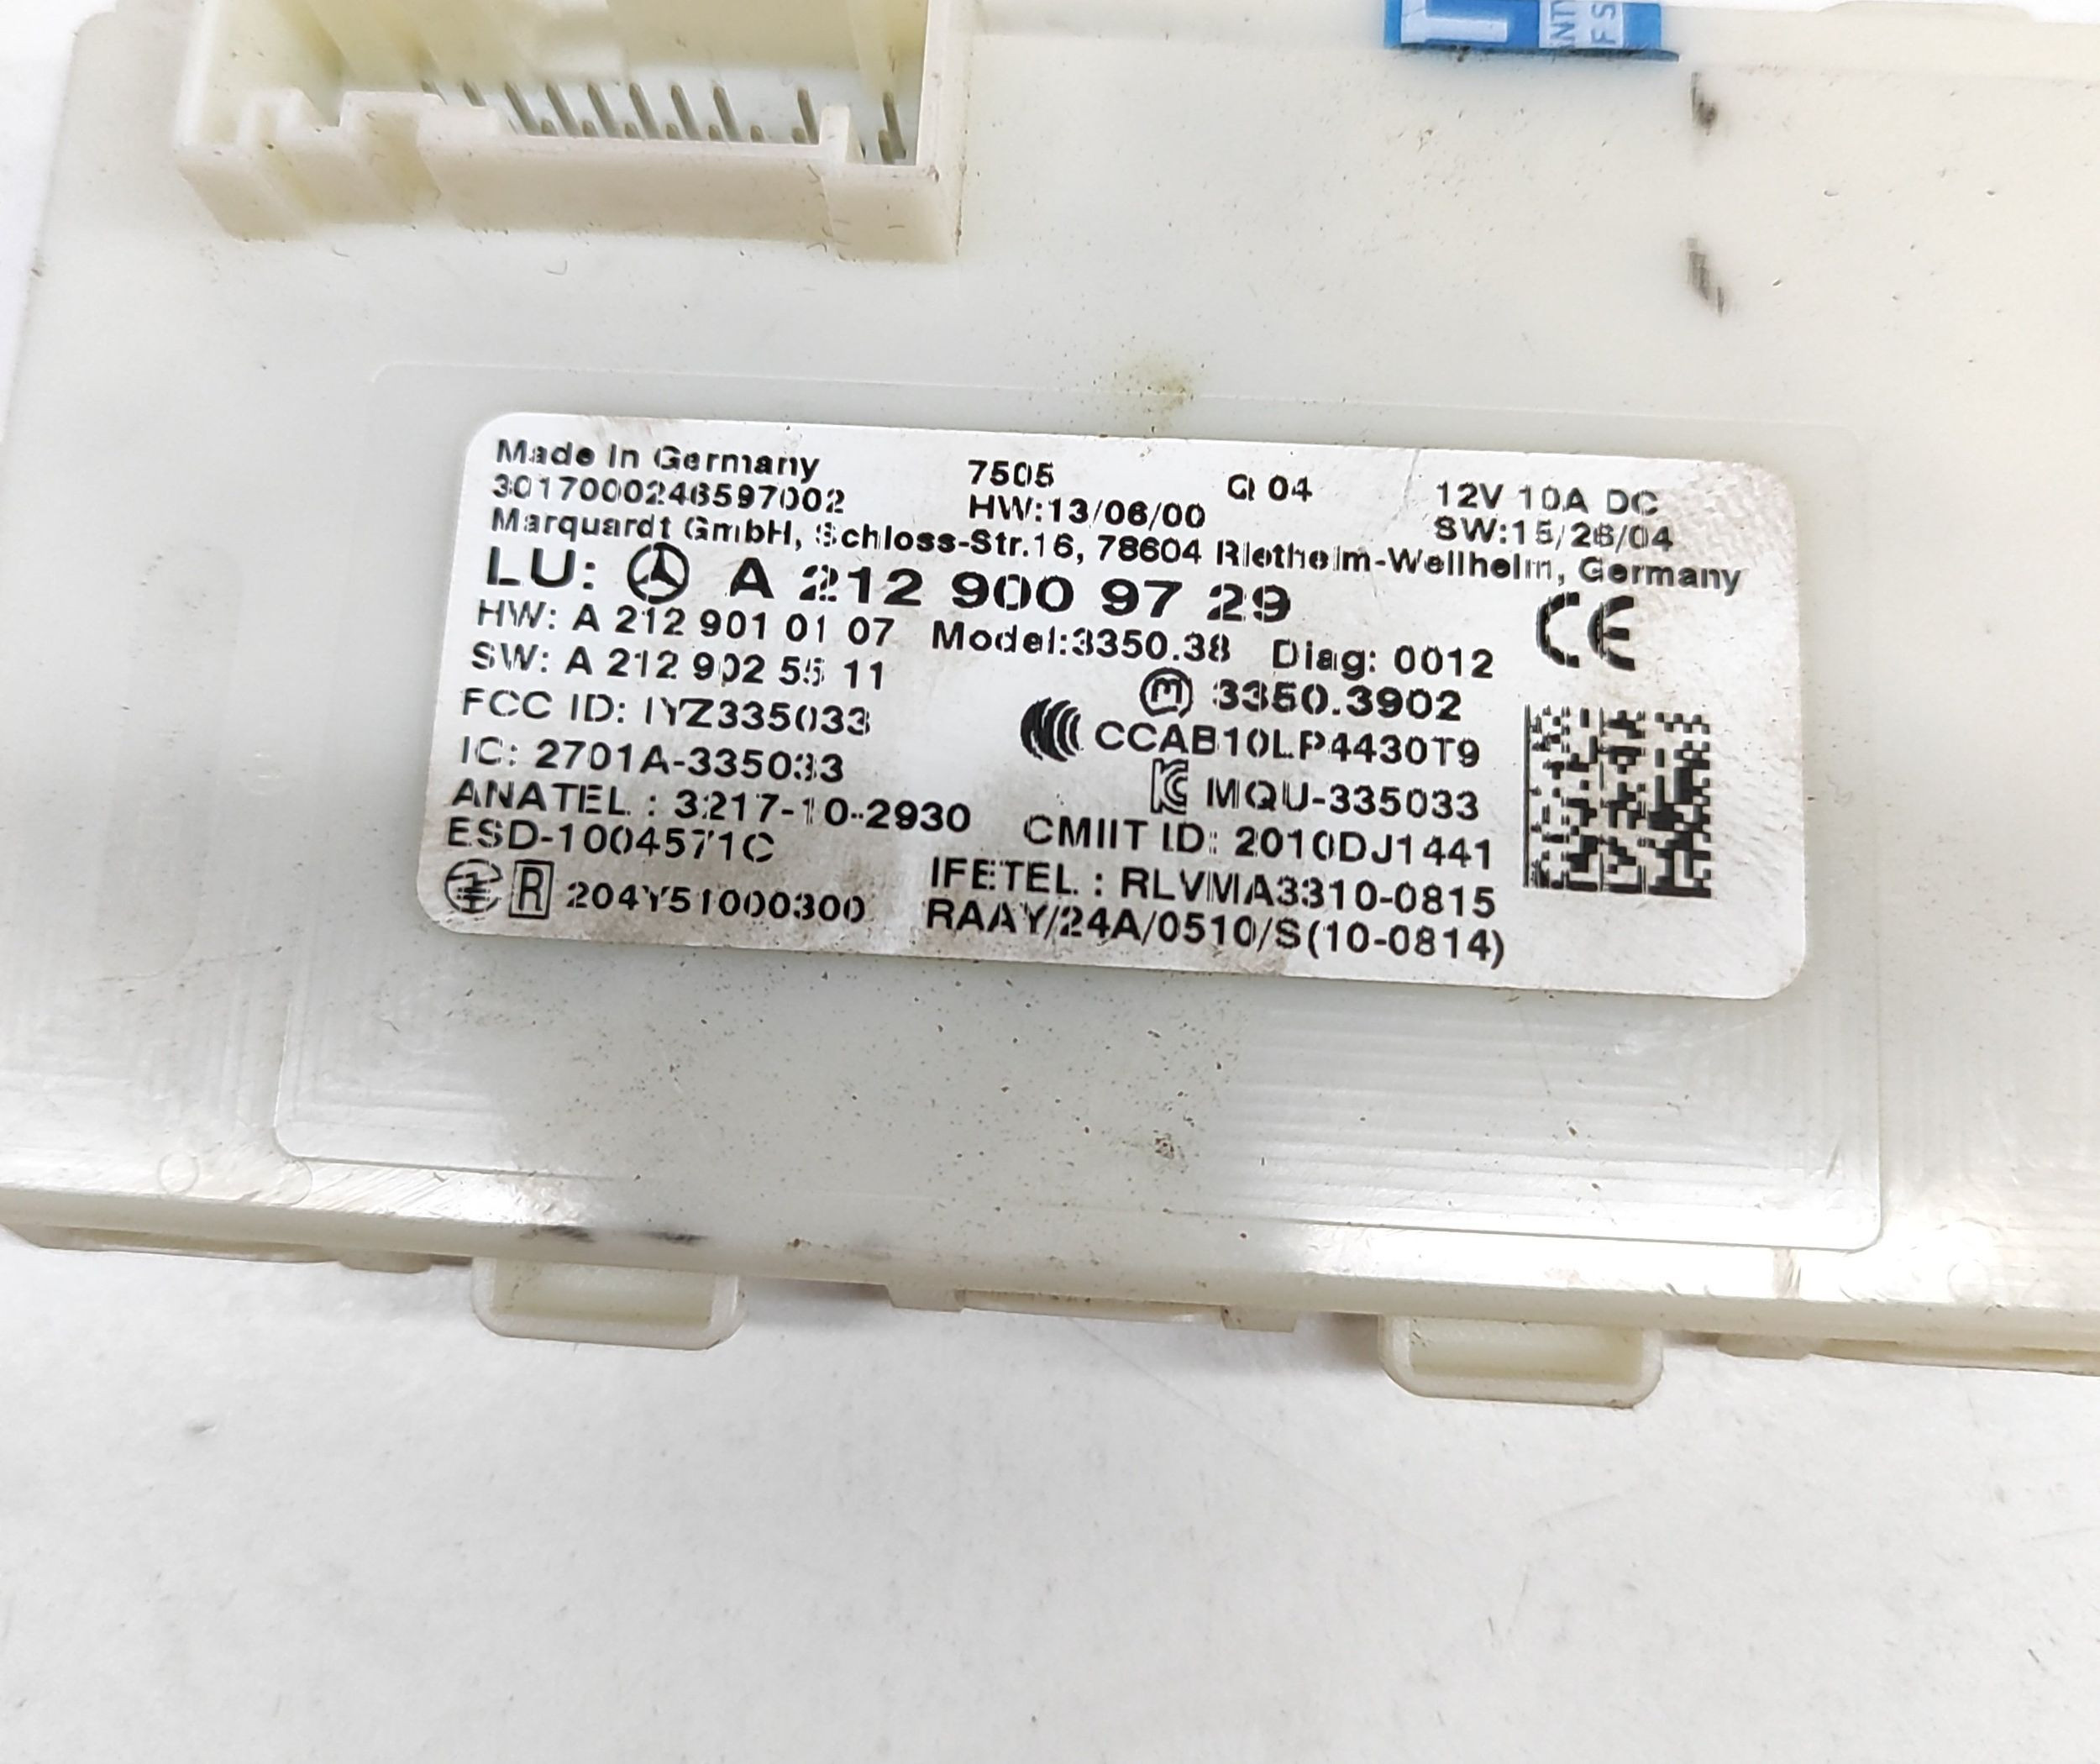 Made In Germany 7505 Q 04 12V 10A DC
3017000246597002 HW:13/06/00 SW:15/26/04
Marquardt GmbH, Schloss-Str.16, 78604 Rietheim-Weilheim, Germany
LU: A 212 900 97 29
HW: A 212 901 01 07 Model:3350.38 Diag: 0012
CE
SW: A 212 902 55 11
m 3350.3902
FCC ID: IYZ335033
CCAB10LP4430T9
IC: 2701A-335033
MQU-335033
ANATEL : 3217-10-2930
CMIIT ID: 2010DJ1441
ESD-1004571C
IFETEL : RLVMA3310-0815
R 204Y51000300
RAAY/24A/0510/S(10-0814)